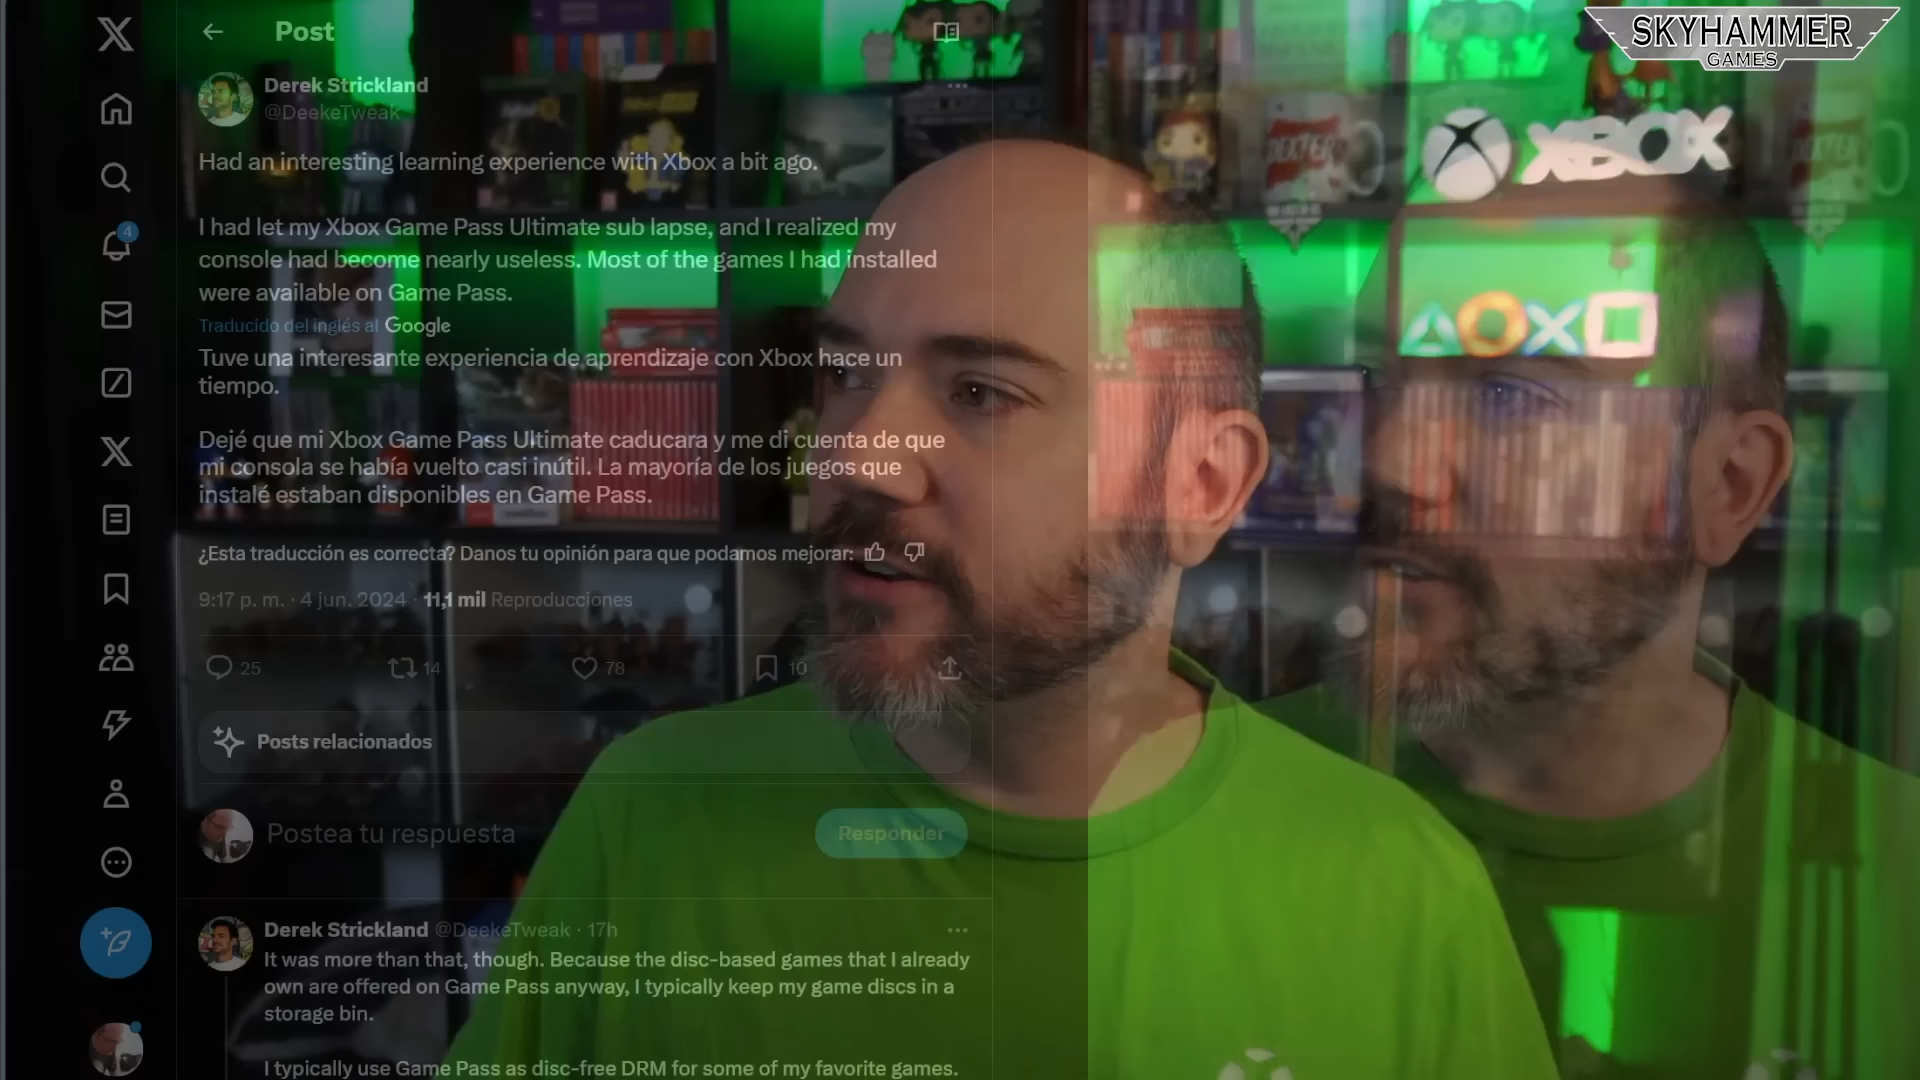 SKYHAMMER
GAMES
Post
Derek Strickland
@DeekeTweak
Had an interesting learning experience with Xbox a bit ago.
4
I had let my Xbox Game Pass Ultimate sub lapse, and I realized my
console had become nearly useless. Most of the games I had installed
were available on Game Pass.
Traducido del inglés al Google
Tuve una interesante experiencia de aprendizaje con Xbox hace un
tiempo.
Dejé que mi Xbox Game Pass Ultimate caducara y me di cuenta de que
mi consola se había vuelto casi inútil. La mayoría de los juegos que
instalé estaban disponibles en Game Pass.
¿Esta traducción es correcta? Danos tu opinión para que podamos mejorar:
9:17 p. m. · 4 jun. 2024 · 11,1 mil Reproducciones
25 14 78 10
Posts relacionados
Postea tu respuesta
Responder
Derek Strickland @DeekeTweak · 17h
It was more than that, though. Because the disc-based games that I already
own are offered on Game Pass anyway, I typically keep my game discs in a
storage bin.
I typically use Game Pass as disc-free DRM for some of my favorite games.
XBOX
DEXTER